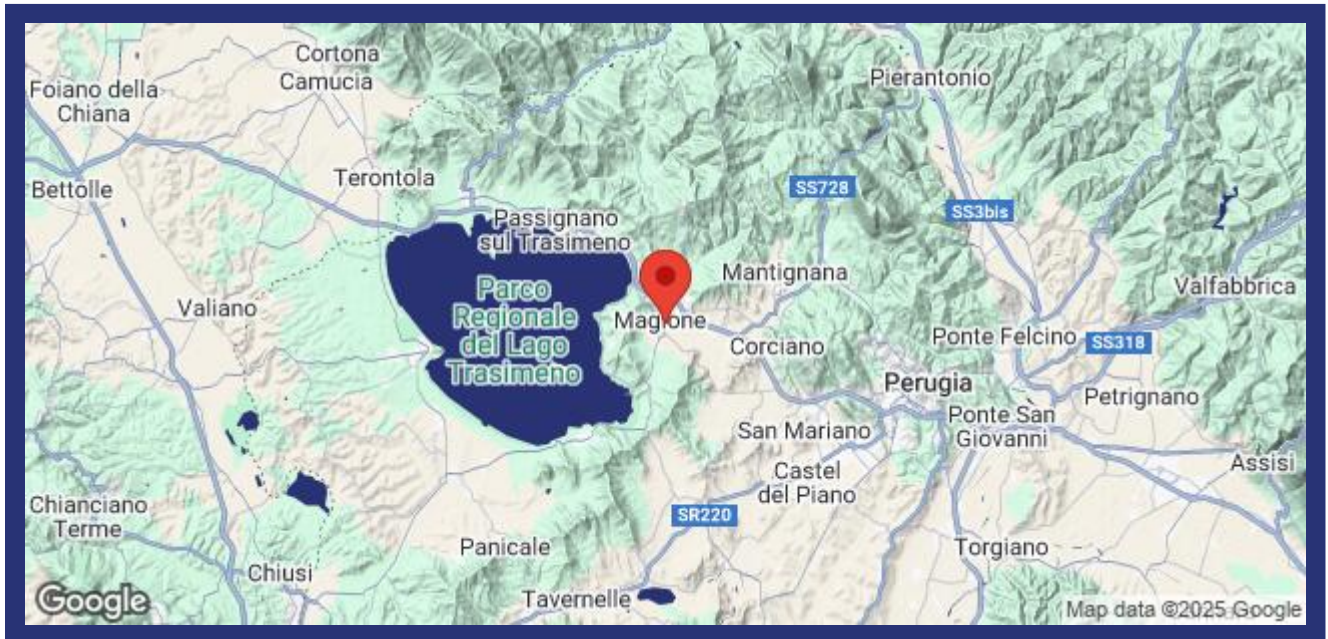 Cortona
Camucia
Foiano della
Chiana
Pierantonio
Bettolle
Terontola
SS728
SS3bis
Passignano
sul Trasimeno
Mantignana
Valfabbrica
Valiano
Parco
Regionale
del Lago
Trasimeno
Magione
Corciano
Ponte Felcino
SS318
Perugia
Petrignano
Ponte San
Giovanni
San Mariano
Assisi
Castel
del Piano
Chianciano
Terme
SR220
Panicale
Torgiano
Chiusi
Tavernelle
Google
Map data ©2025 Google